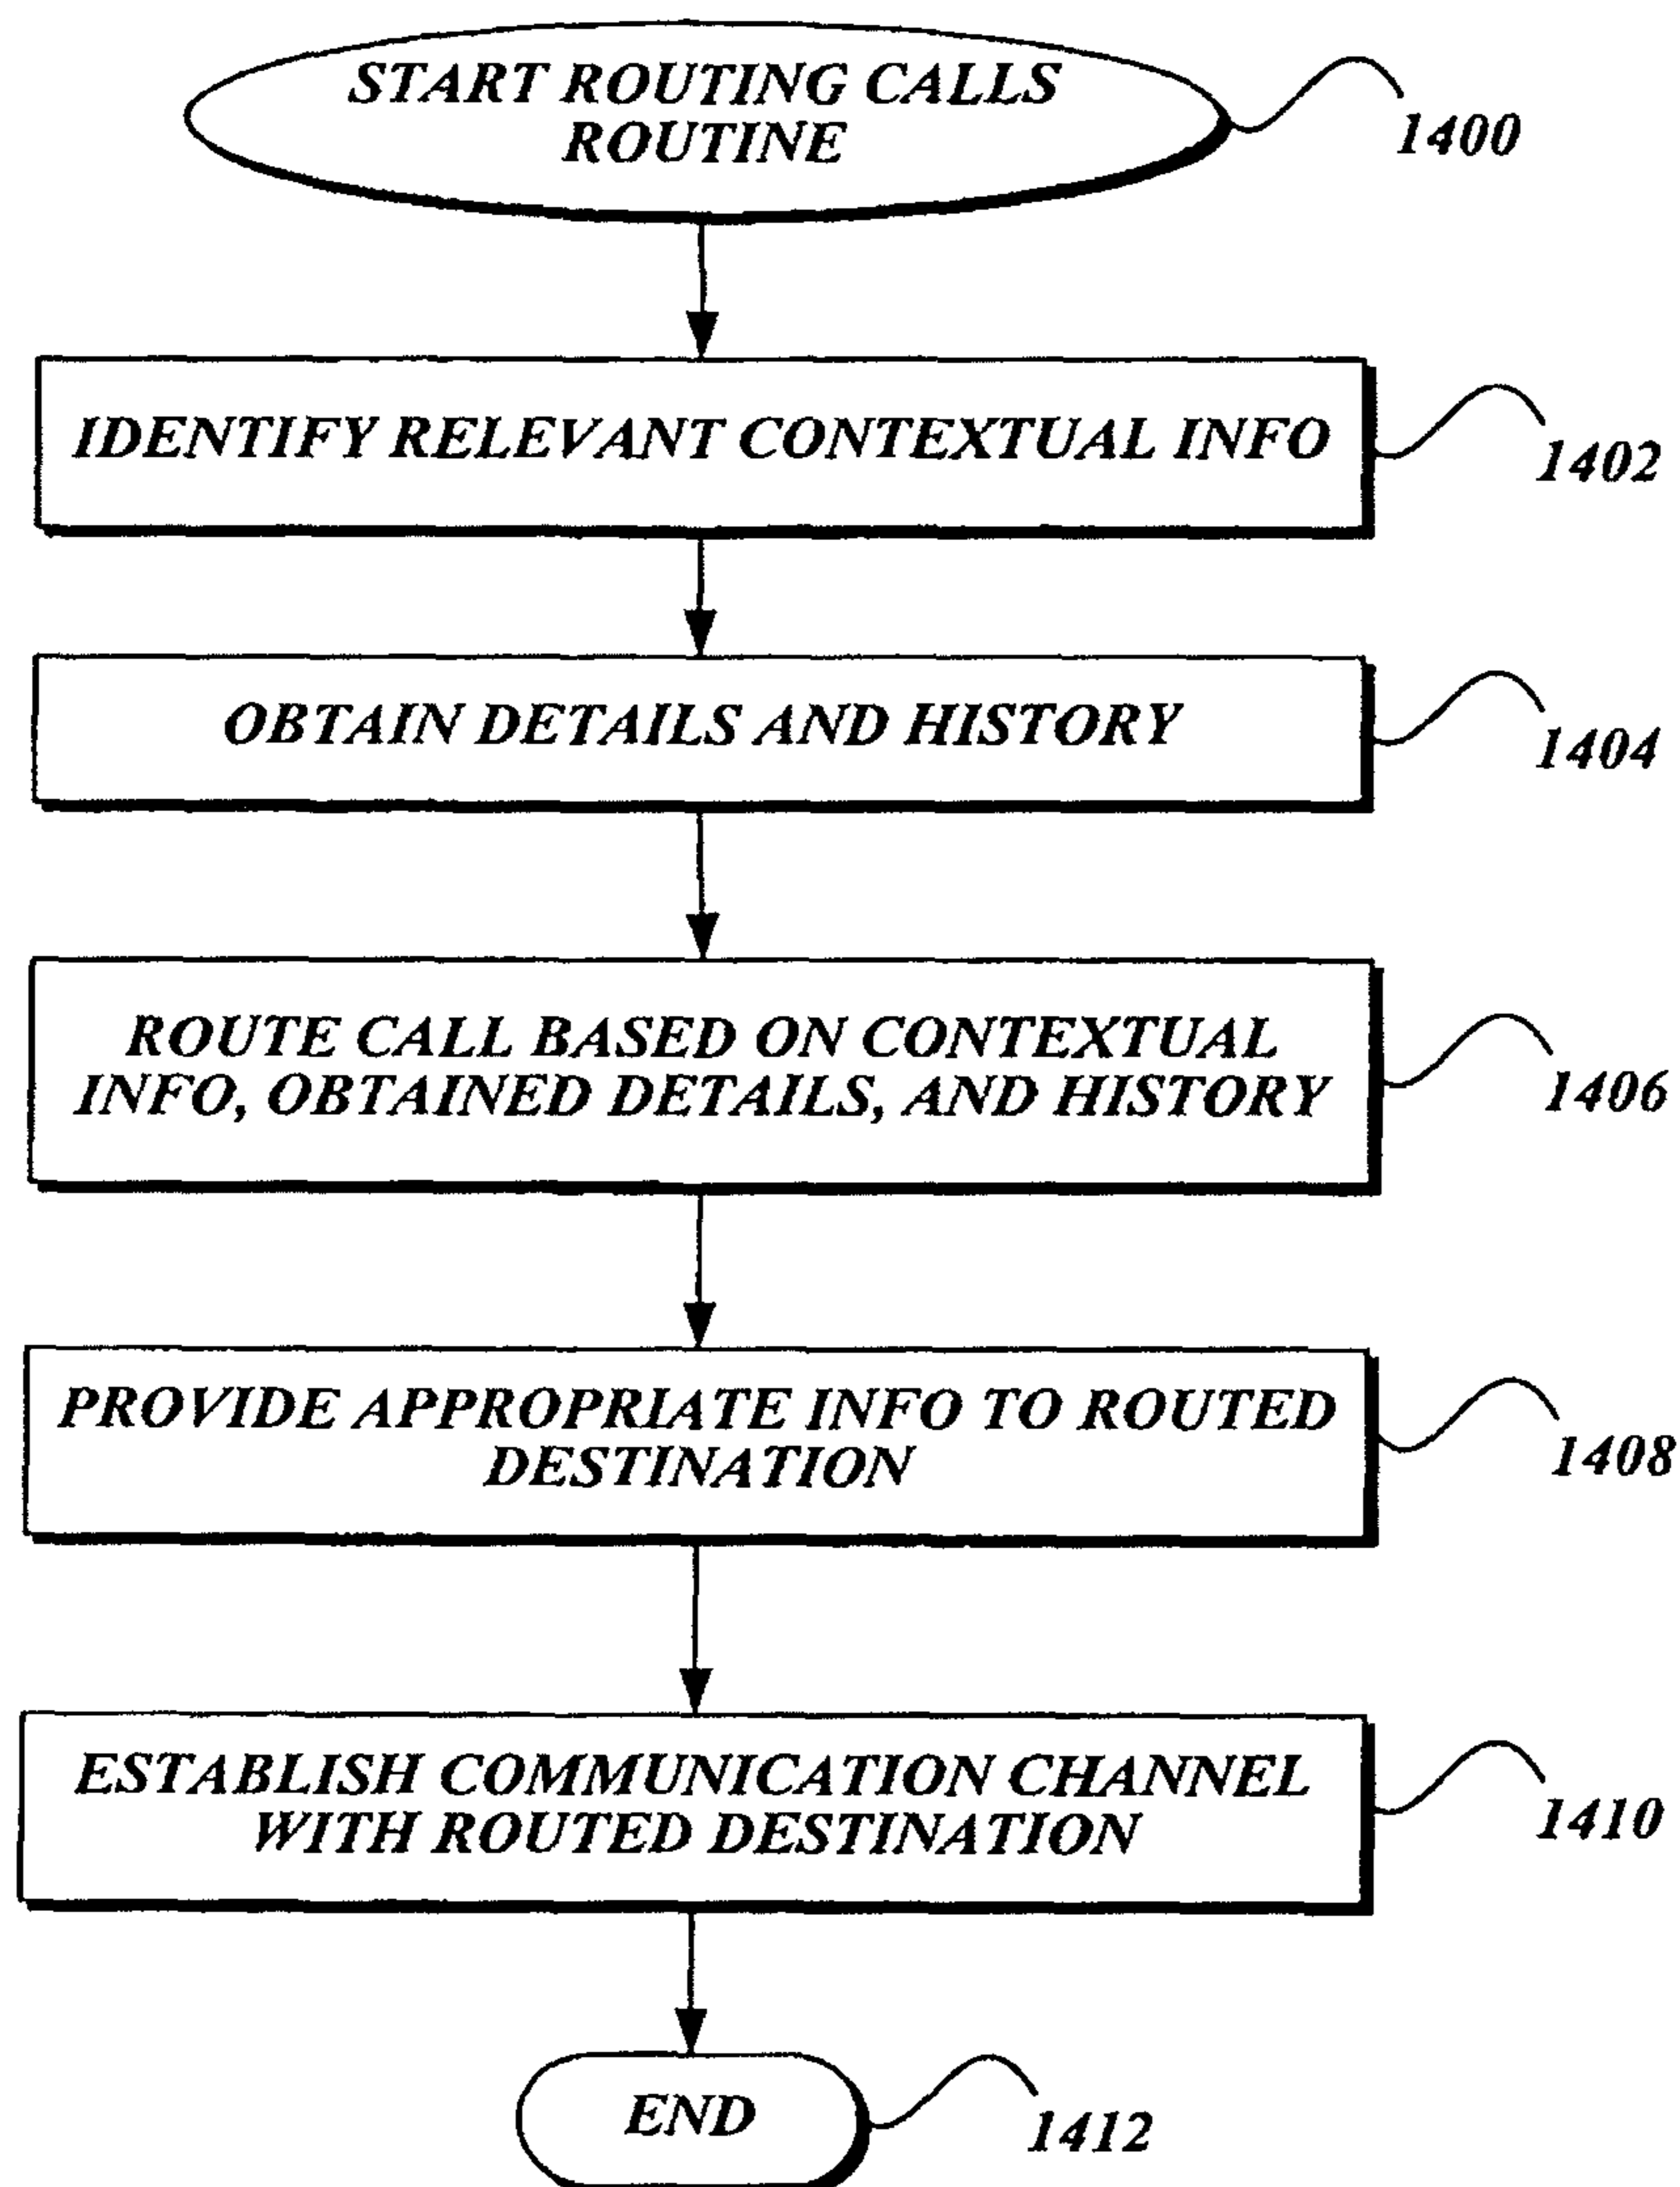 START ROUTING CALLS
ROUTINE
1400
IDENTIFY RELEVANT CONTEXTUAL INFO
1402
OBTAIN DETAILS AND HISTORY
1404
ROUTE CALL BASED ON CONTEXTUAL
INFO, OBTAINED DETAILS, AND HISTORY
1406
PROVIDE APPROPRIATE INFO TO ROUTED
DESTINATION
1408
ESTABLISH COMMUNICATION CHANNEL
WITH ROUTED DESTINATION
1410
END
1412